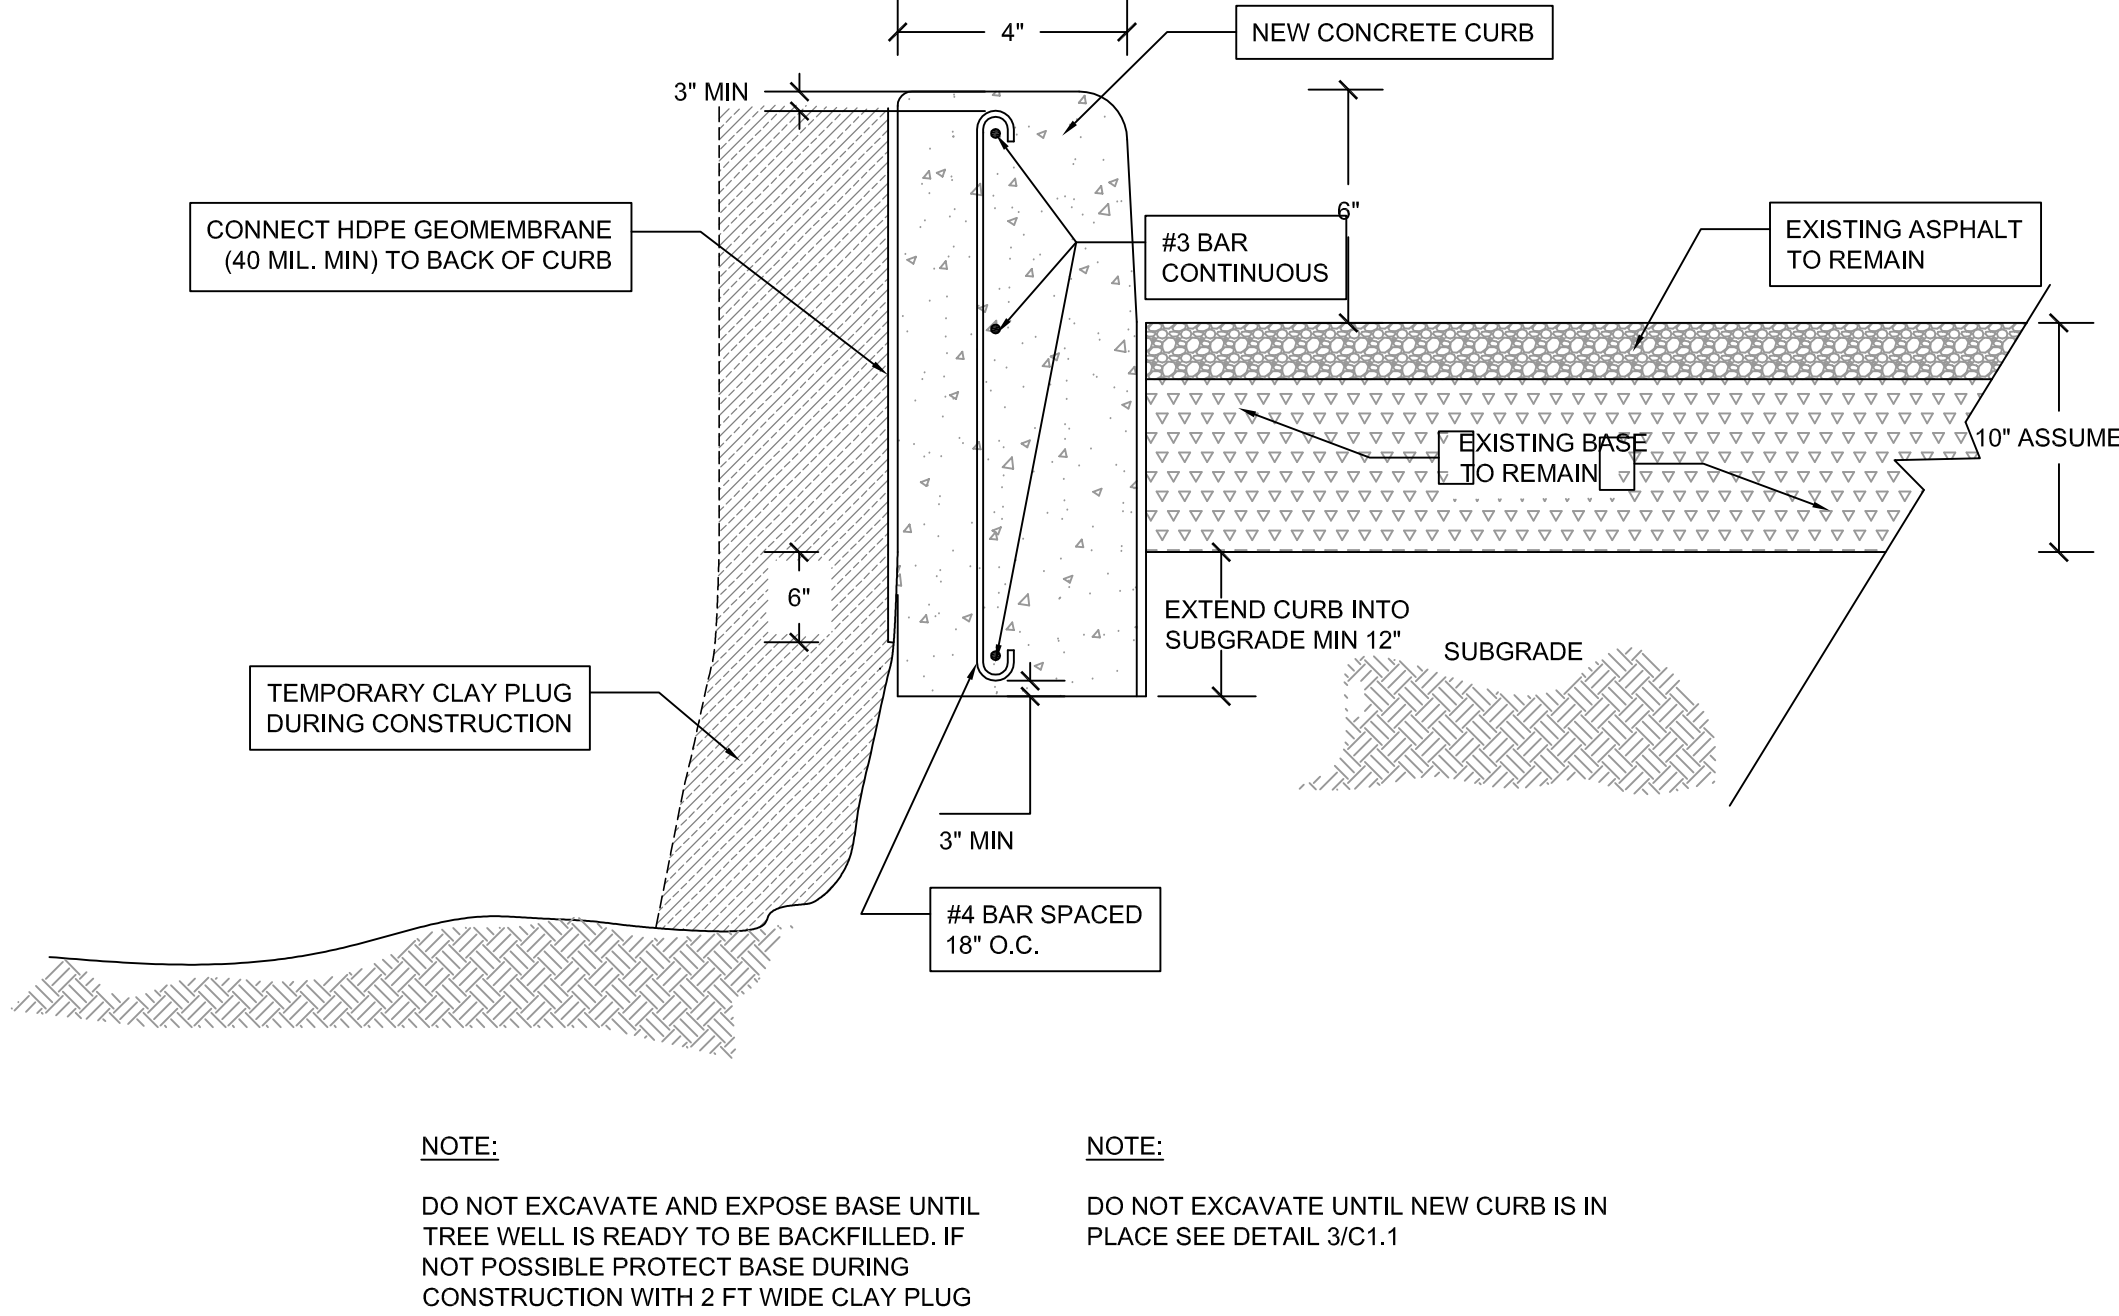 4"
NEW CONCRETE CURB
3" MIN
6"
CONNECT HDPE GEOMEMBRANE
(40 MIL. MIN) TO BACK OF CURB
#3 BAR
CONTINUOUS
EXISTING ASPHALT
TO REMAIN
10" ASSUME
EXISTING BASE
TO REMAIN
6"
EXTEND CURB INTO
SUBGRADE MIN 12"
SUBGRADE
TEMPORARY CLAY PLUG
DURING CONSTRUCTION
3" MIN
#4 BAR SPACED
18" O.C.
NOTE:
DO NOT EXCAVATE AND EXPOSE BASE UNTIL
TREE WELL IS READY TO BE BACKFILLED. IF
NOT POSSIBLE PROTECT BASE DURING
CONSTRUCTION WITH 2 FT WIDE CLAY PLUG
NOTE:
DO NOT EXCAVATE UNTIL NEW CURB IS IN
PLACE SEE DETAIL 3/C1.1